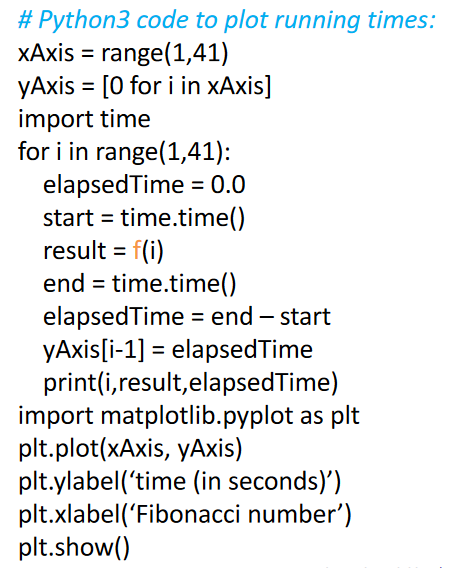 # Python3 code to plot running times:
xAxis = range(1,41)
yAxis = [0 for i in xAxis]
import time
for i in range(1,41):
elapsedTime = 0.0
start = time.time()
result = f(i)
end = time.time()
elapsedTime = end – start
yAxis[i-1] = elapsedTime
print(i,result,elapsedTime)
import matplotlib.pyplot as plt
plt.plot(xAxis, yAxis)
plt.ylabel(‘time (in seconds)’)
plt.xlabel(‘Fibonacci number’)
plt.show()